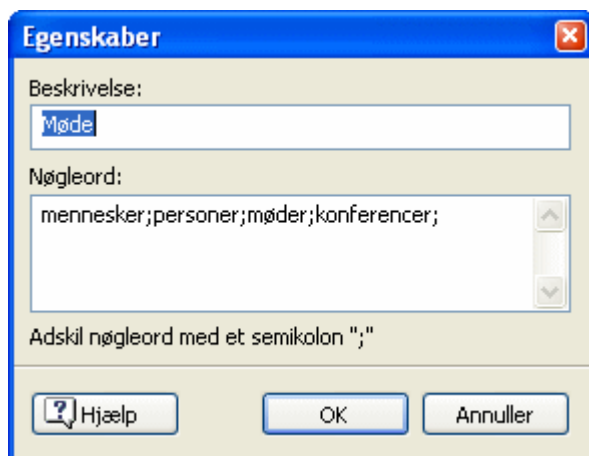 Egenskaber
Beskrivelse:
Møde
Nøgleord:
mennesker;personer;møder;konferencer;
Adskil nøgleord med et semikolon ";"
Hjælp
OK
Annuller